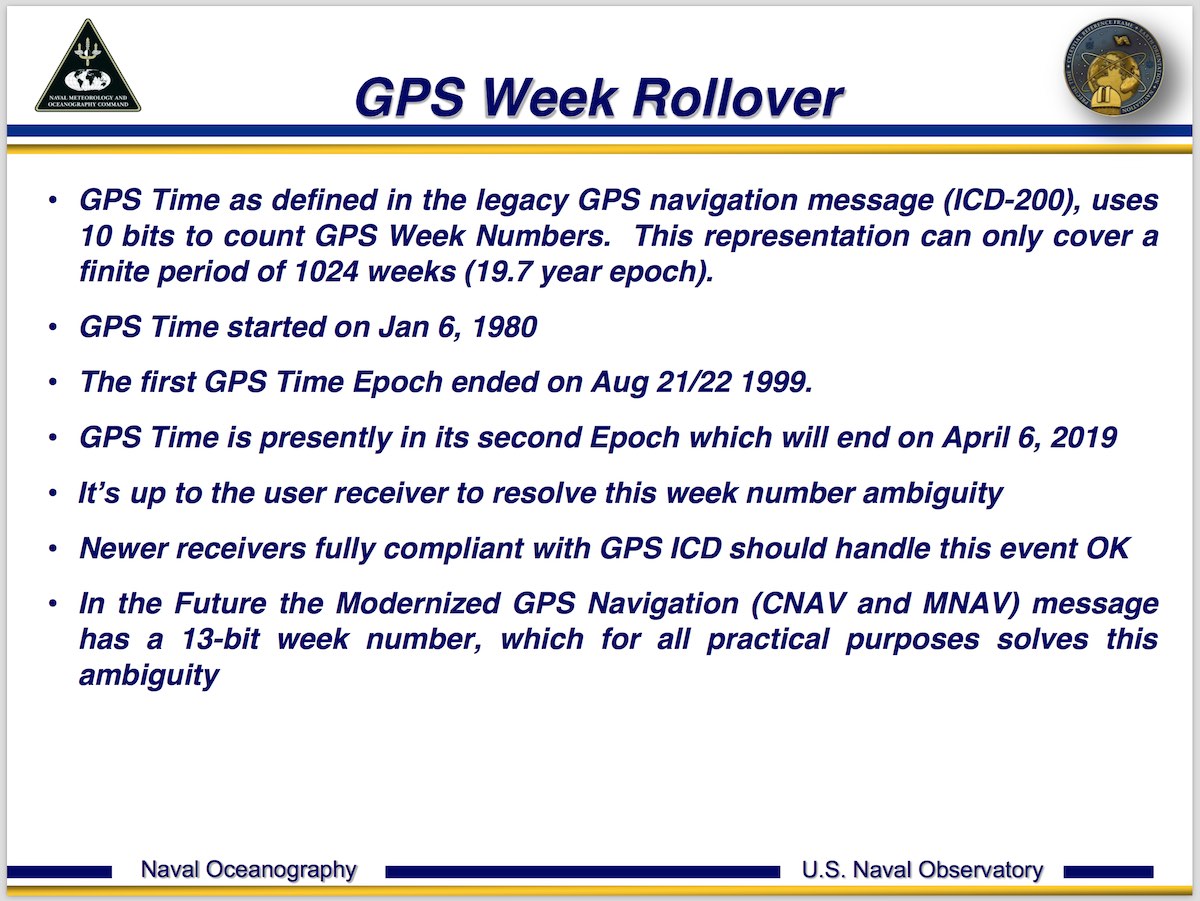 GPS Week Rollover
NAVAL METEOROLOGY AND
OCEANOGRAPHY COMMAND
• GPS Time as defined in the legacy GPS navigation message (ICD-200), uses
10 bits to count GPS Week Numbers.  This representation can only cover a
finite period of 1024 weeks (19.7 year epoch).
• GPS Time started on Jan 6, 1980
• The first GPS Time Epoch ended on Aug 21/22 1999.
• GPS Time is presently in its second Epoch which will end on April 6, 2019
• It’s up to the user receiver to resolve this week number ambiguity
• Newer receivers fully compliant with GPS ICD should handle this event OK
• In the Future the Modernized GPS Navigation (CNAV and MNAV) message
has a 13-bit week number, which for all practical purposes solves this
ambiguity
Naval Oceanography
U.S. Naval Observatory